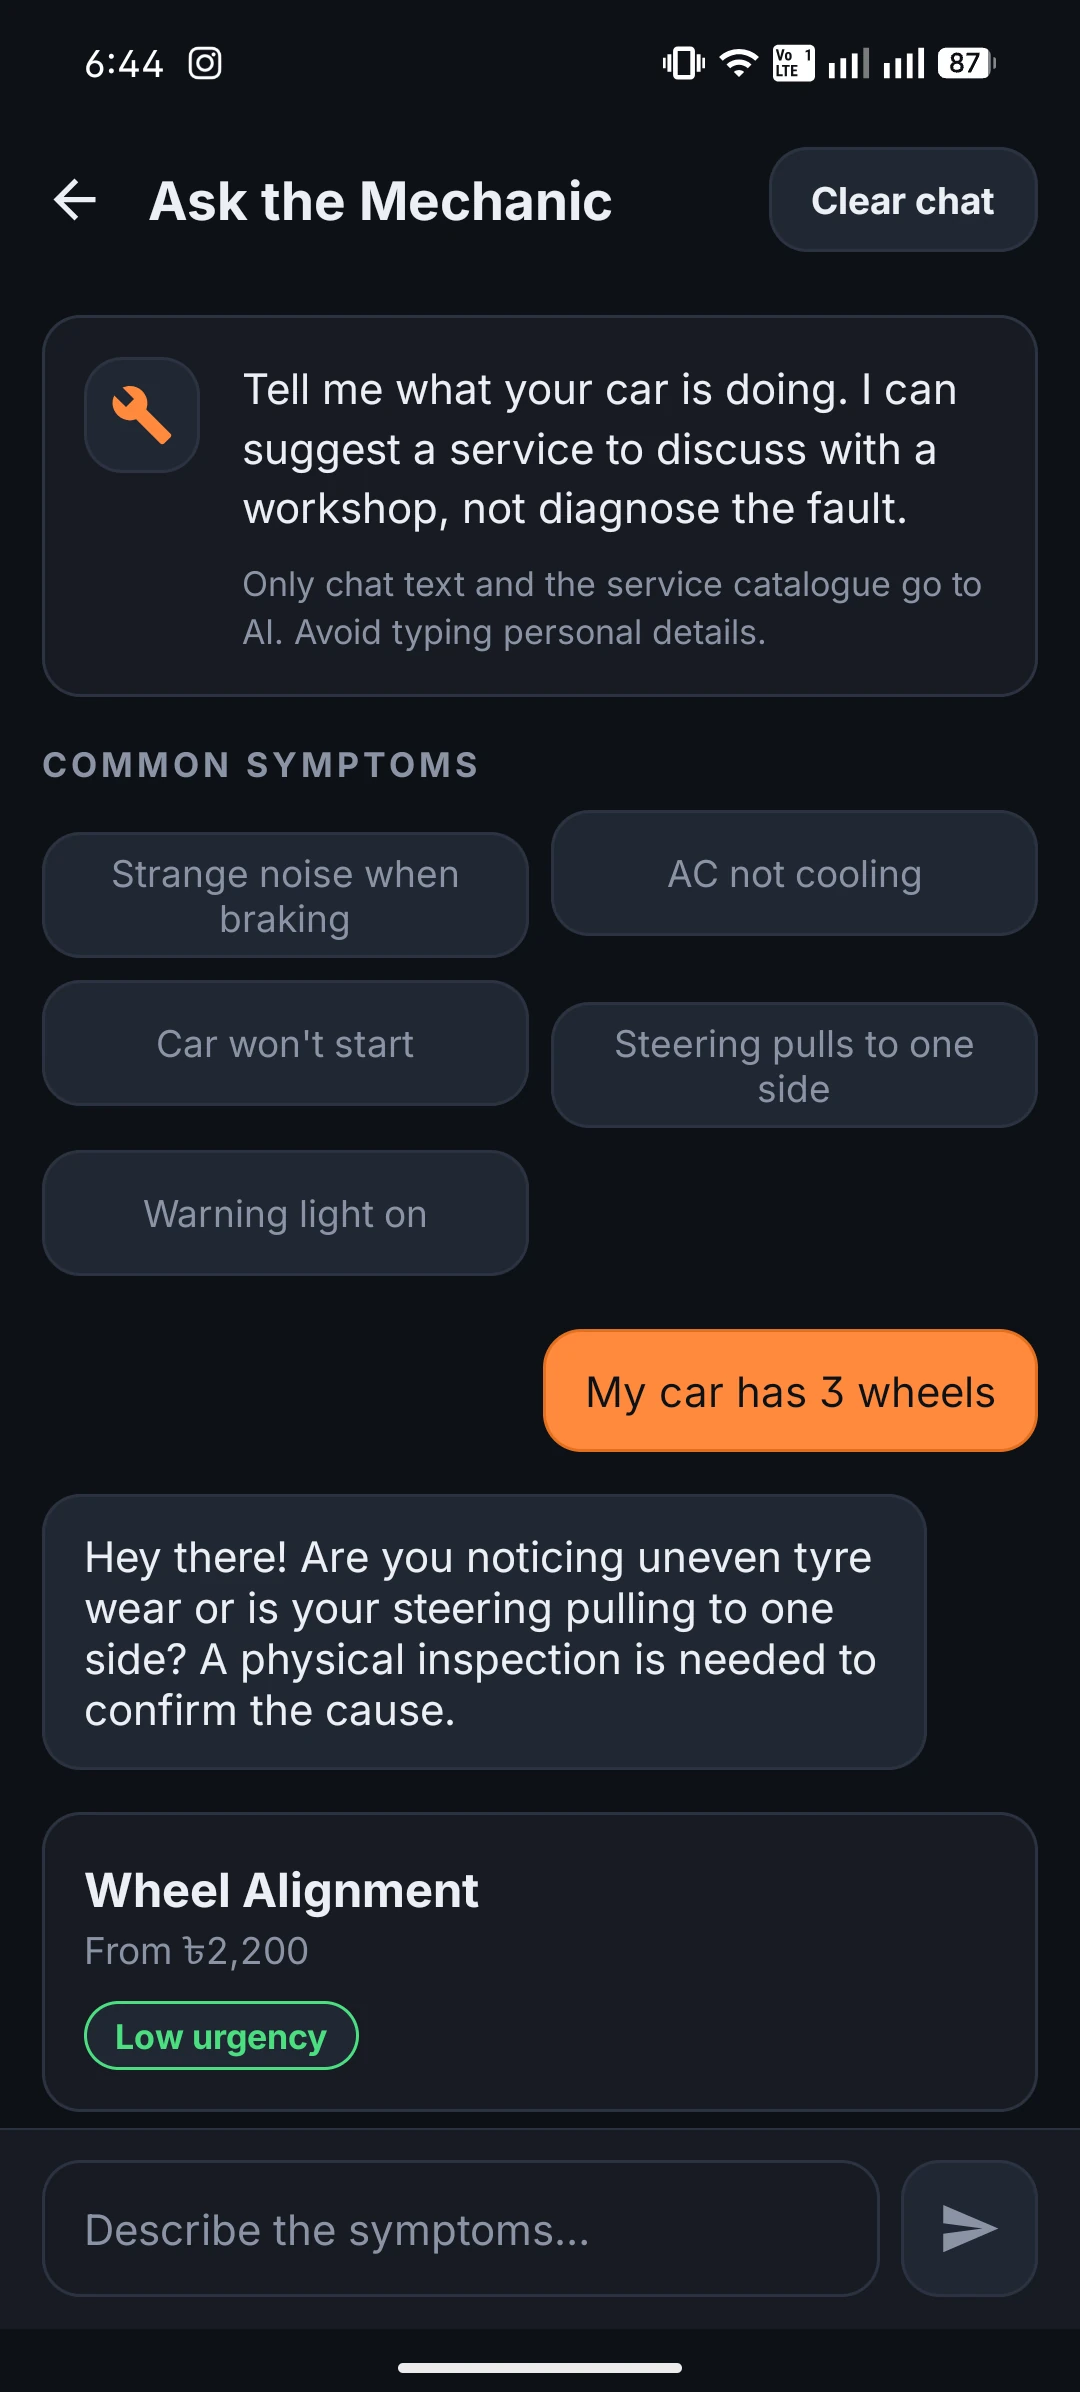 6:44
Vo 1
LTE
87
Ask the Mechanic
Clear chat
Tell me what your car is doing. I can
suggest a service to discuss with a
workshop, not diagnose the fault.
Only chat text and the service catalogue go to
AI. Avoid typing personal details.
COMMON SYMPTOMS
Strange noise when
braking
AC not cooling
Car won't start
Steering pulls to one
side
Warning light on
My car has 3 wheels
Hey there! Are you noticing uneven tyre
wear or is your steering pulling to one
side? A physical inspection is needed to
confirm the cause.
Wheel Alignment
From ৳2,200
Low urgency
Describe the symptoms...